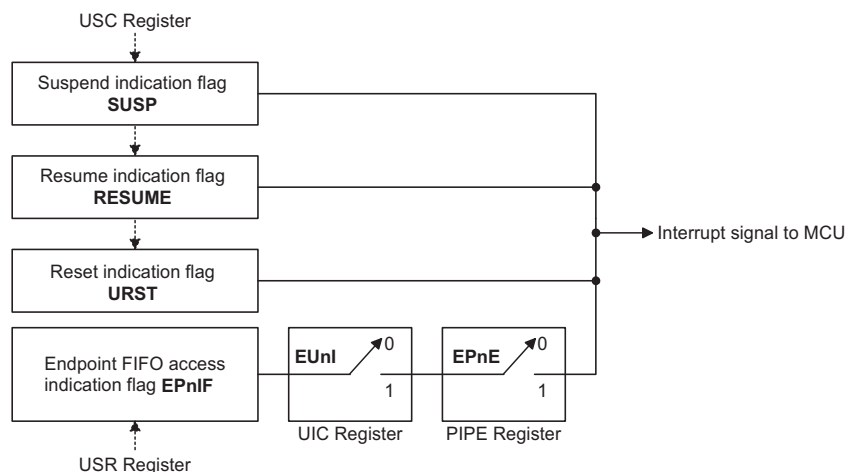 USC Register
Suspend indication flag
SUSP
Resume indication flag
RESUME
Interrupt signal to MCU
Reset indication flag
URST
Endpoint FIFO access
indication flag EPnIF
EUnI
0
1
EPnE
0
1
UIC Register
PIPE Register
USR Register